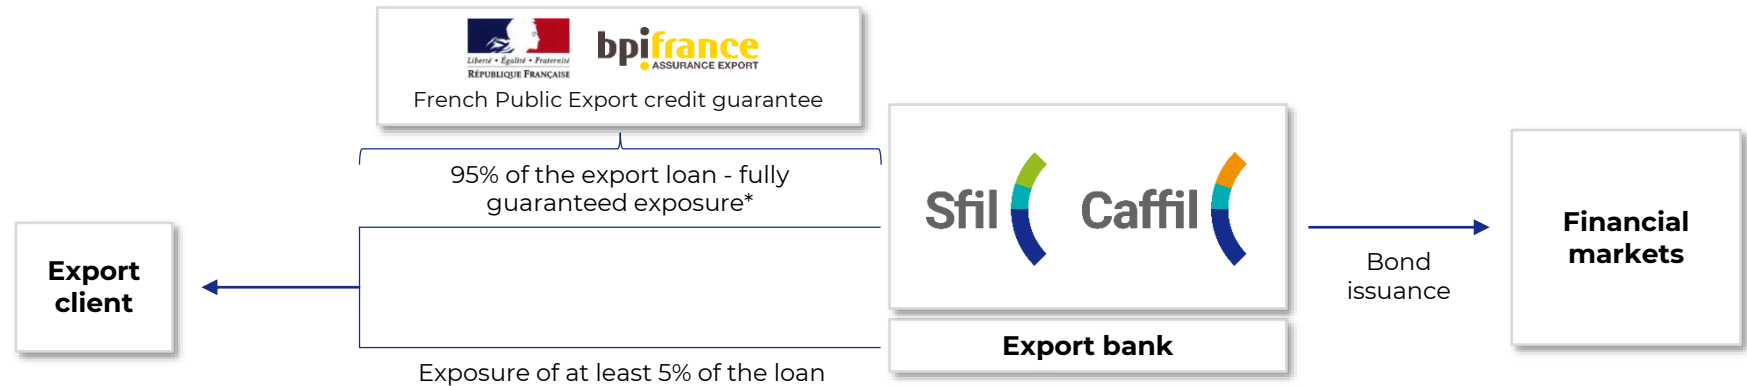 Liberté • Égalité • Fraternité
RÉPUBLIQUE FRANÇAISE
bpifrance
ASSURANCE EXPORT
French Public Export credit guarantee
95% of the export loan - fully
guaranteed exposure*
Sfil
Caffil
Export
client
Bond
issuance
Financial
markets
Export bank
Exposure of at least 5% of the loan